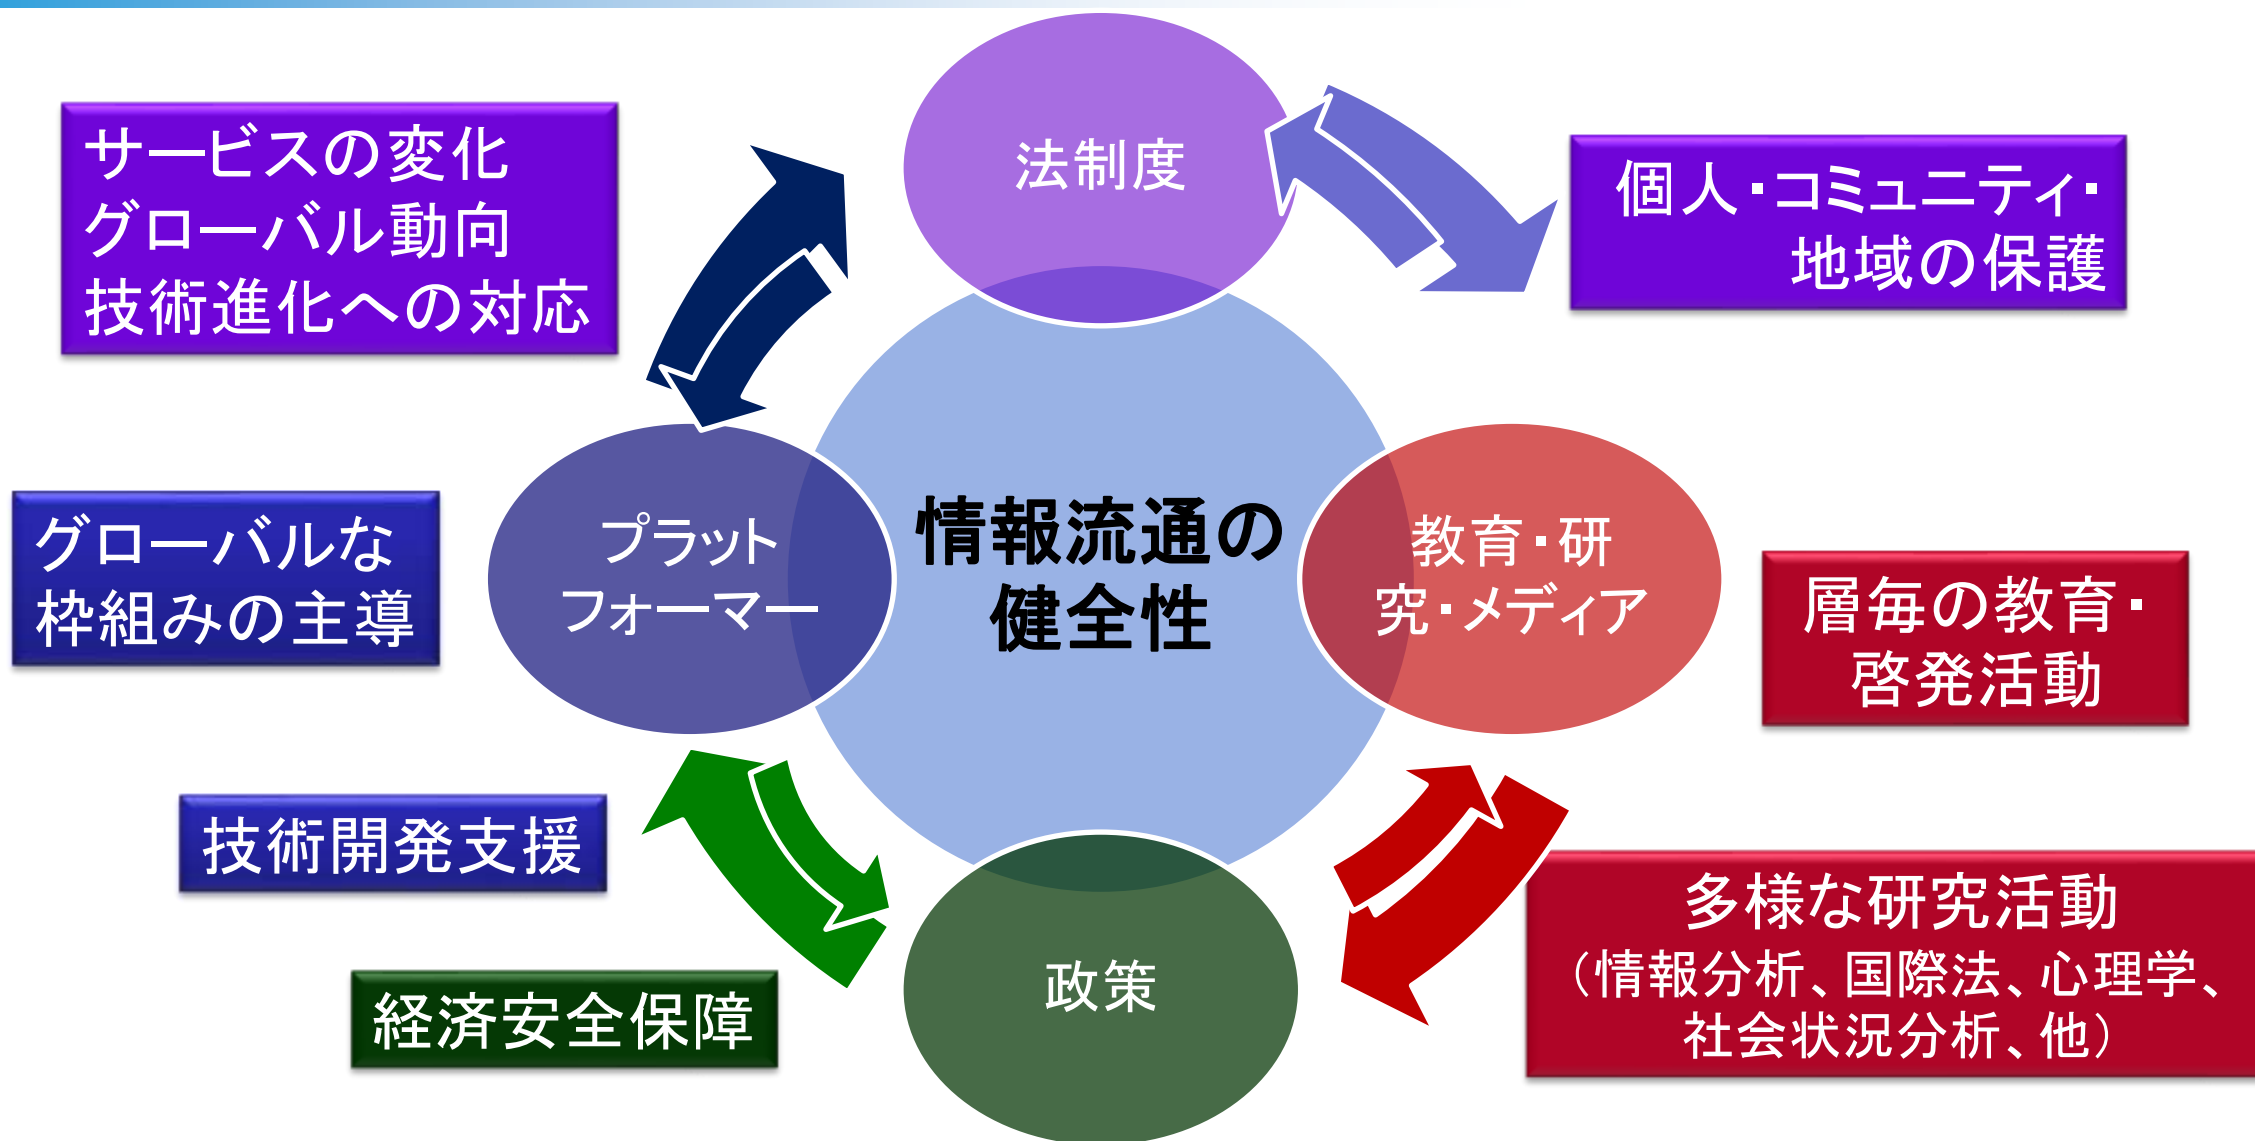 サービスの変化
グローバル動向
技術進化への対応
法制度
個人・コミュニティ・
地域の保護
グローバルな
枠組みの主導
プラット
フォーマー
情報流通の
健全性
教育・研
究・メディア
層毎の教育・
啓発活動
技術開発支援
経済安全保障
政策
多様な研究活動
（情報分析、国際法、心理学、
社会状況分析、他）